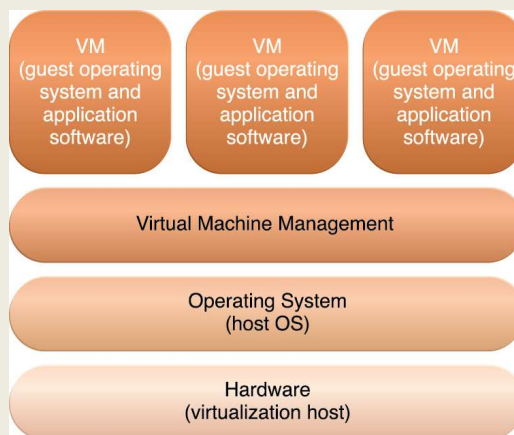 VM
(guest operating
system and
application
software)
VM
(guest operating
system and
application
software)
VM
(guest operating
system and
application
software)
Virtual Machine Management
Operating System
(host OS)
Hardware
(virtualization host)